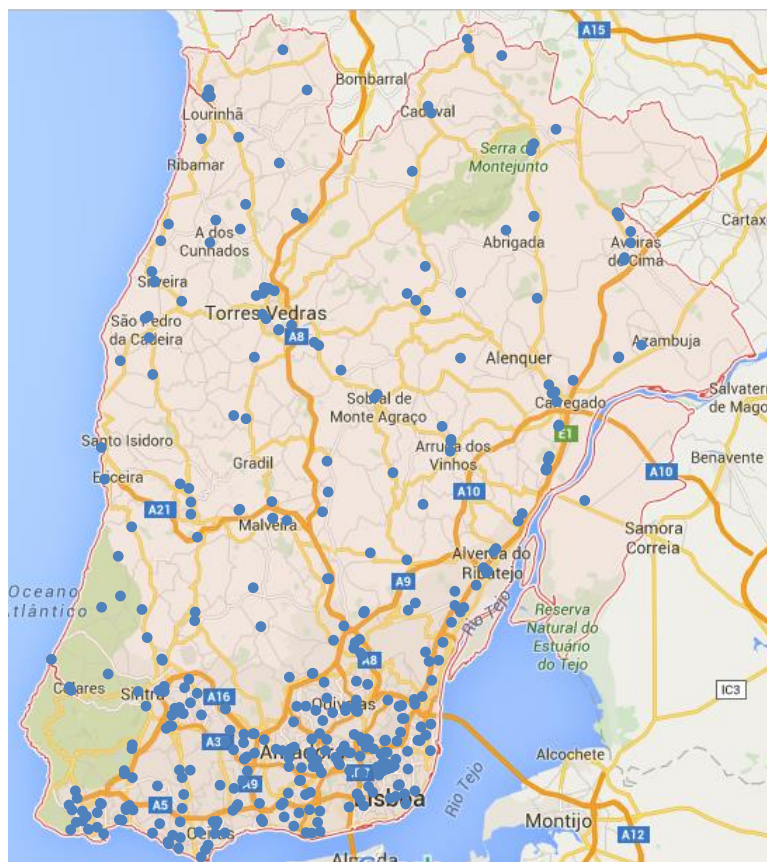 A15
Bombarral
Lourinhã
Cadaval
Serra de
Montejunto
Ribamar
Cartax
A dos
Cunhados
Abrigada
Aveiras
de Cima
Silveira
Torres Vedras
São Pedro
da Cadeira
A8
Azambuja
Alenquer
Salvater
de Mago
Sobral de
Monte Agraço
Carregado
E1
Santo Isidoro
Arruda dos
Vinhos
Benavente
Gradil
Ericeira
A10
A10
A21
Malveira
Samora
Correia
Alverca do
Ribatejo
A9
Oceano
Atlântico
Rio Tejo
Reserva
Natural do
Estuário
do Tejo
A8
Colares
Sintra
A16
IC3
Odivelas
A3
Amadora
Alcochete
A9
Rio Tejo
A5
Lisboa
Montijo
A12
Almada